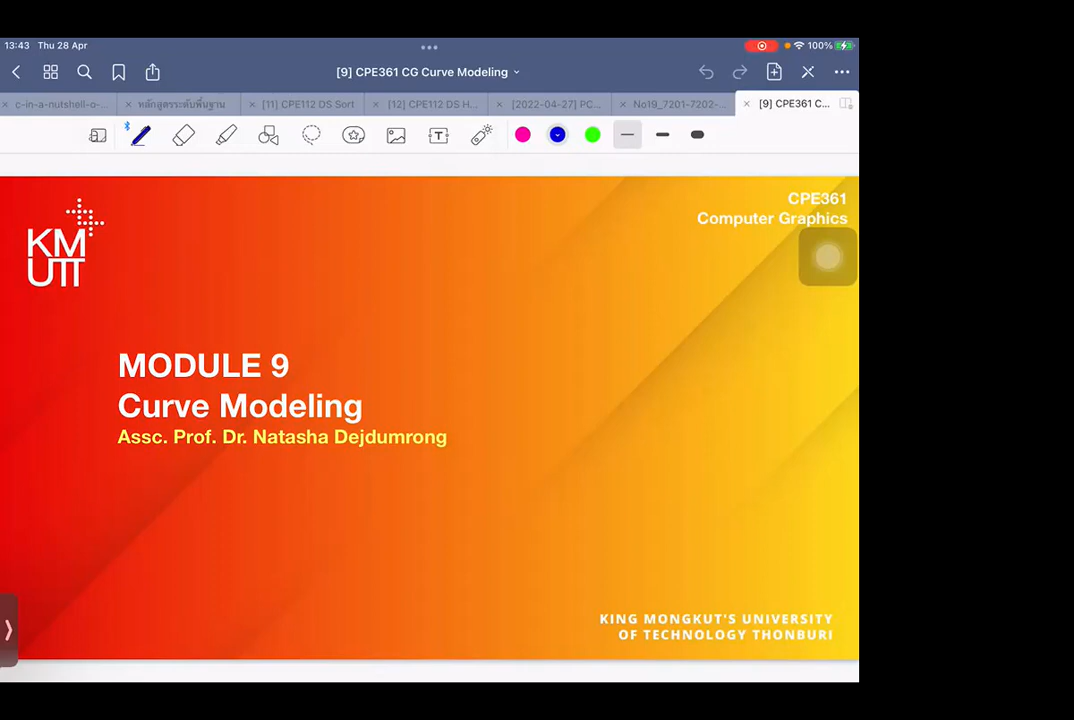 13:43 Thu 28 Apr
100%
[9] CPE361 CG Curve Modeling
c-in-a-nutshell-o-...
หลักสูตรระดับพื้นฐาน
[11] CPE112 DS Sort
[12] CPE112 DS H...
[2022-04-27] PC...
No19_7201-7202-...
[9] CPE361 C...
T
CPE361
Computer Graphics
KM
UTT
MODULE 9
Curve Modeling
Assc. Prof. Dr. Natasha Dejdumrong
KING MONGKUT'S UNIVERSITY
OF TECHNOLOGY THONBURI